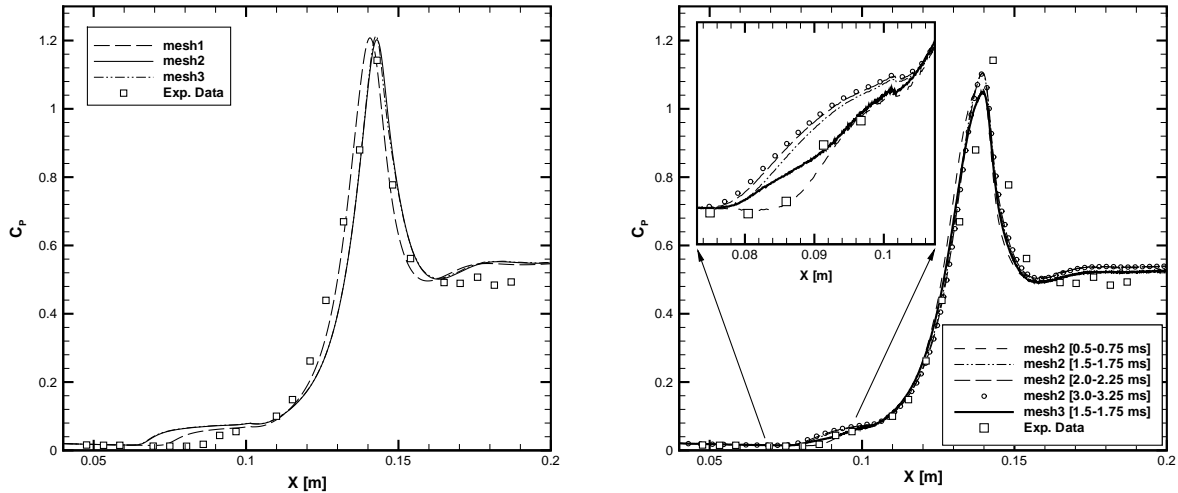 1.2
1
0.8
0.6
0.4
0.2
0
C_P
0.05
0.1
0.15
0.2
X [m]
mesh1
mesh2
mesh3
Exp. Data
1.2
1
0.8
0.6
0.4
0.2
0
C_P
0.05
0.1
0.15
0.2
X [m]
0.08
0.09
0.1
X [m]
mesh2 [0.5-0.75 ms]
mesh2 [1.5-1.75 ms]
mesh2 [2.0-2.25 ms]
mesh2 [3.0-3.25 ms]
mesh3 [1.5-1.75 ms]
Exp. Data